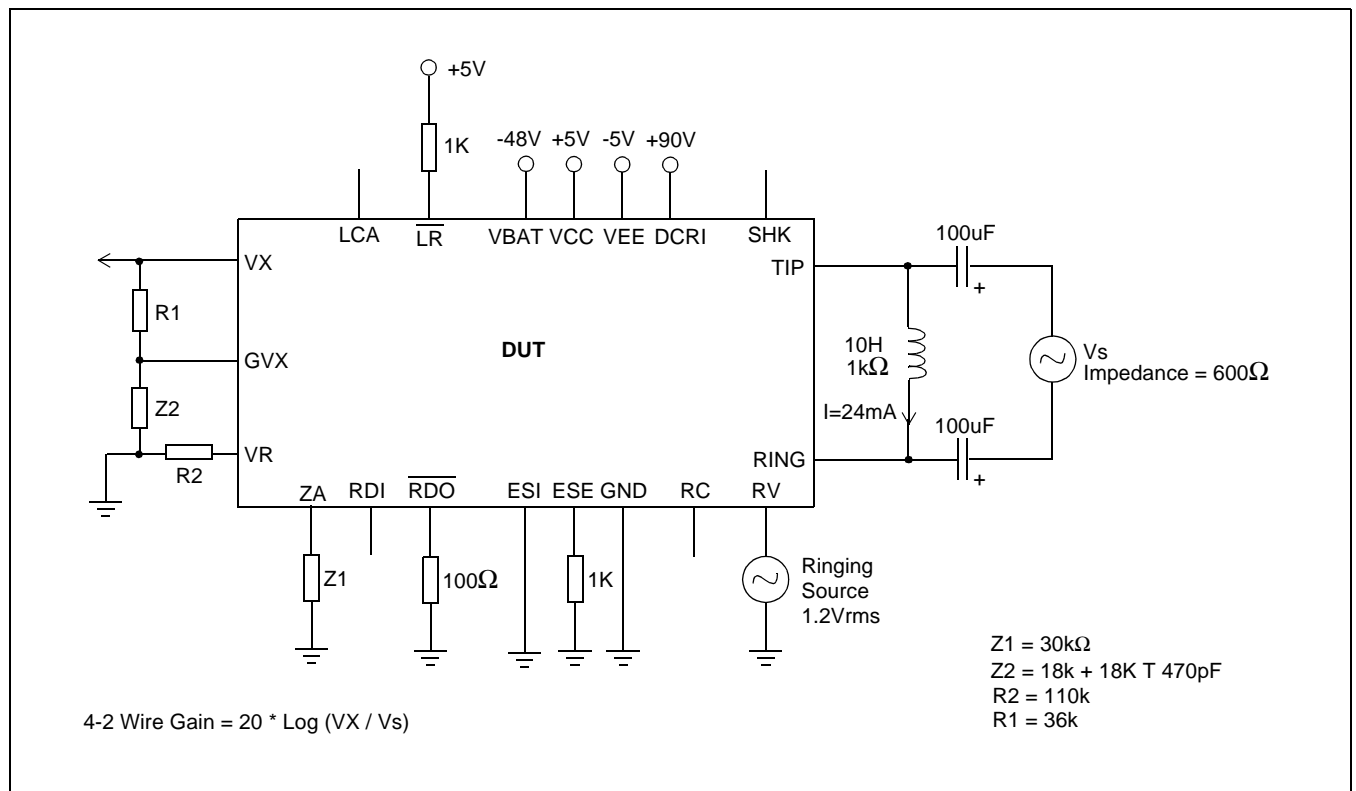 +5V
1K
-48V +5V -5V +90V
LCA LR VBAT VCC VEE DCRI SHK
VX
TIP
100uF
+
R1
GVX
DUT
10H
1kΩ
Vs
Impedance = 600Ω
Z2
I=24mA
100uF
+
VR
R2
RING
ZA RDI RDO ESI ESE GND RC RV
Z1
100Ω
1K
Ringing
Source
1.2Vrms
Z1 = 30kΩ
Z2 = 18k + 18K T 470pF
R2 = 110k
R1 = 36k
4-2 Wire Gain = 20 * Log (VX / Vs)